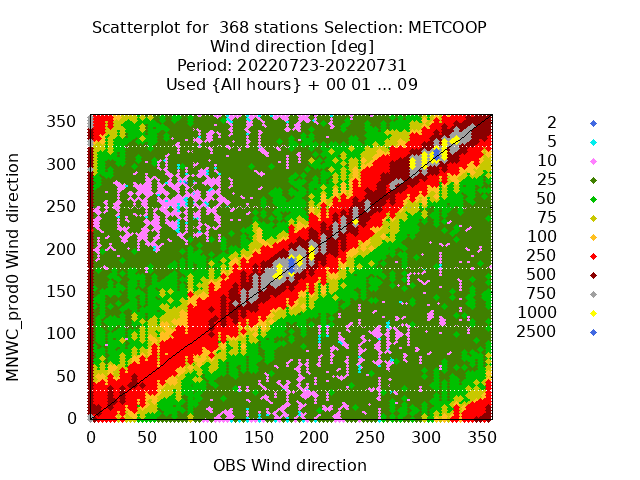 Scatterplot for  368 stations Selection: METCOOP
Wind direction [deg]
Period: 20220723-20220731
Used {All hours} + 00 01 ... 09
MNWC_prod0 Wind direction
350
300
250
200
150
100
50
0
0 50 100 150 200 250 300 350
OBS Wind direction
2
5
10
25
50
75
100
250
500
750
1000
2500